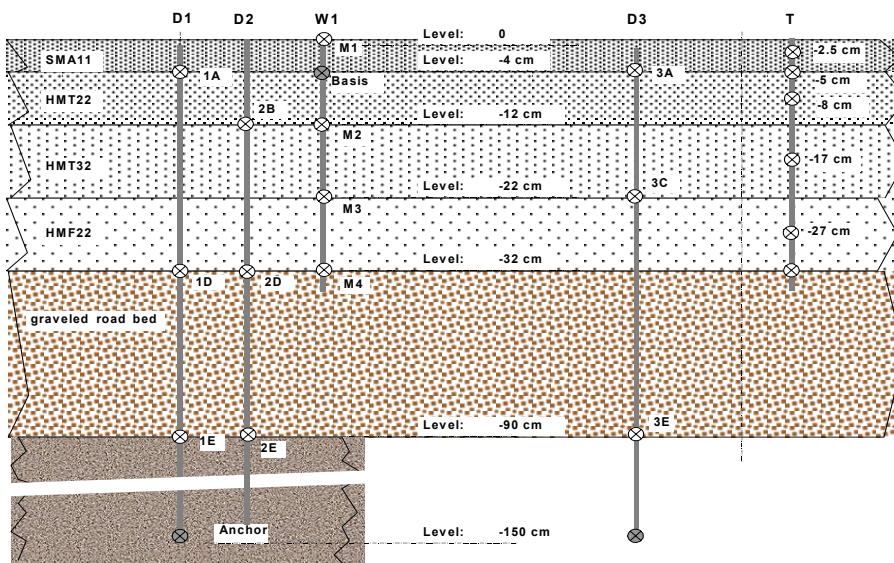 D1 D2 W1 D3 T
Level: 0
M1
-2.5 cm
SMA11
Level: -4 cm
1A
Basis
3A
-5 cm
HMT22
2B
-8 cm
Level: -12 cm
M2
HMT32
-17 cm
Level: -22 cm
3C
M3
HMF22
-27 cm
Level: -32 cm
1D
2D
M4
graveled road bed
Level: -90 cm
3E
1E
2E
Anchor
Level: -150 cm